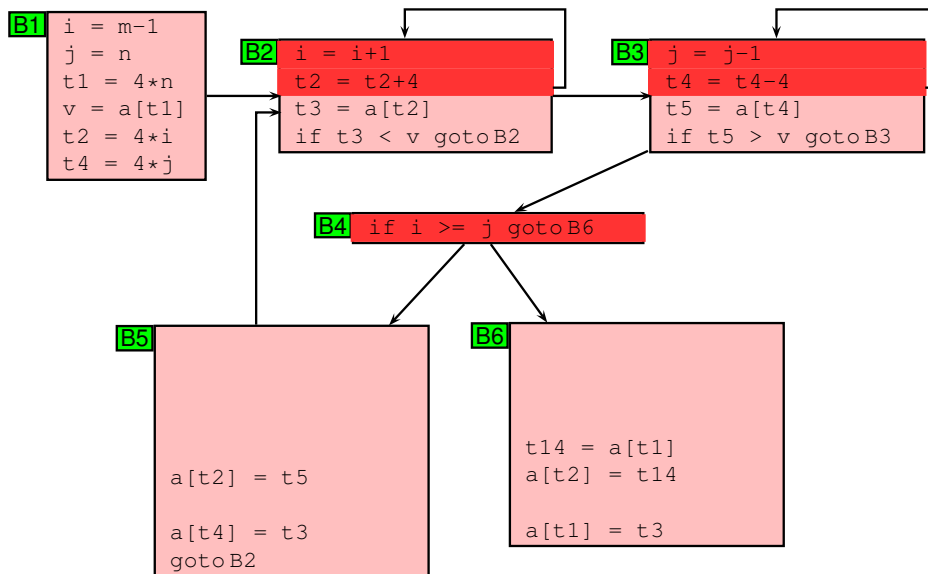 B1
i = m-1
j = n
t1 = 4*n
v = a[t1]
t2 = 4*i
t4 = 4*j
B2
i = i+1
t2 = t2+4
t3 = a[t2]
if t3 < v goto B2
B3
j = j-1
t4 = t4-4
t5 = a[t4]
if t5 > v goto B3
B4
if i >= j goto B6
B5
a[t2] = t5
a[t4] = t3
goto B2
B6
t14 = a[t1]
a[t2] = t14
a[t1] = t3